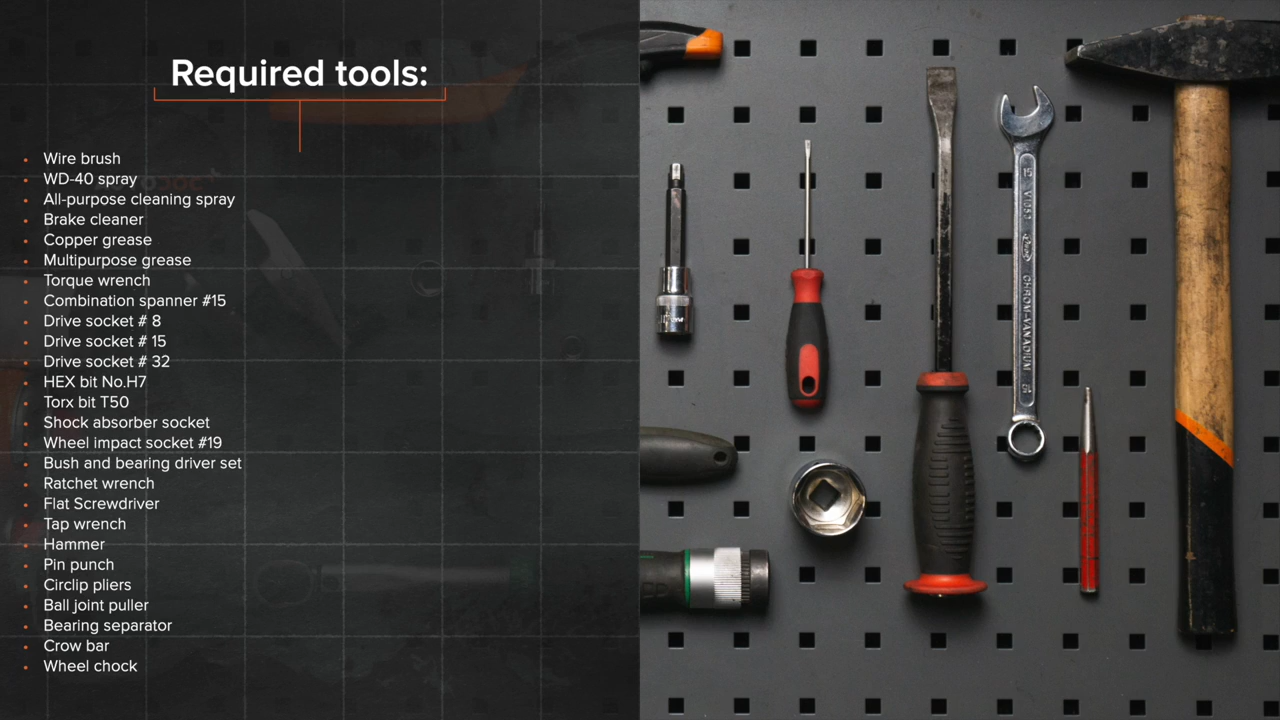 Required tools:
Wire brush
WD-40 spray
All-purpose cleaning spray
Brake cleaner
Copper grease
Multipurpose grease
Torque wrench
Combination spanner #15
Drive socket # 8
Drive socket # 15
Drive socket # 32
HEX bit No.H7
Torx bit T50
Shock absorber socket
Wheel impact socket #19
Bush and bearing driver set
Ratchet wrench
Flat Screwdriver
Tap wrench
Hammer
Pin punch
Circlip pliers
Ball joint puller
Bearing separator
Crow bar
Wheel chock
15
CHROM-VANADIUM